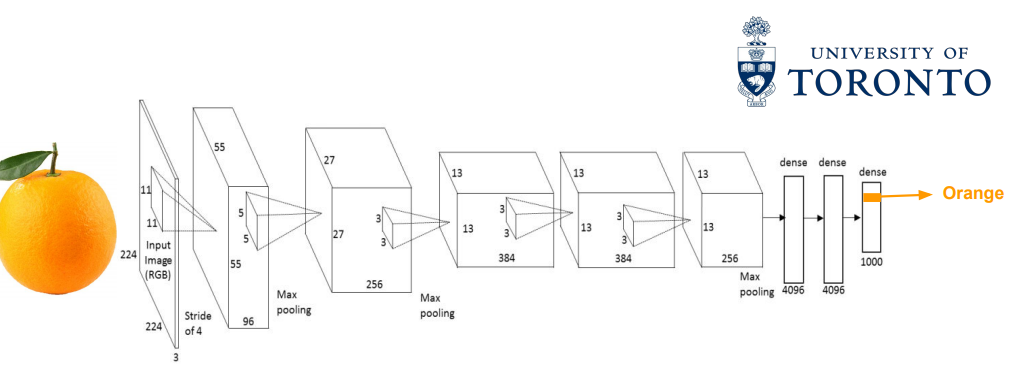 UNIVERSITY OF
TORONTO
11
11
Input
Image
(RGB)
224
224
3
Stride
of 4
55
55
5
5
96
Max
pooling
27
27
3
3
256
Max
pooling
13
13
3
3
384
13
13
3
3
384
13
13
256
Max
pooling
dense
4096
dense
4096
dense
1000
Orange